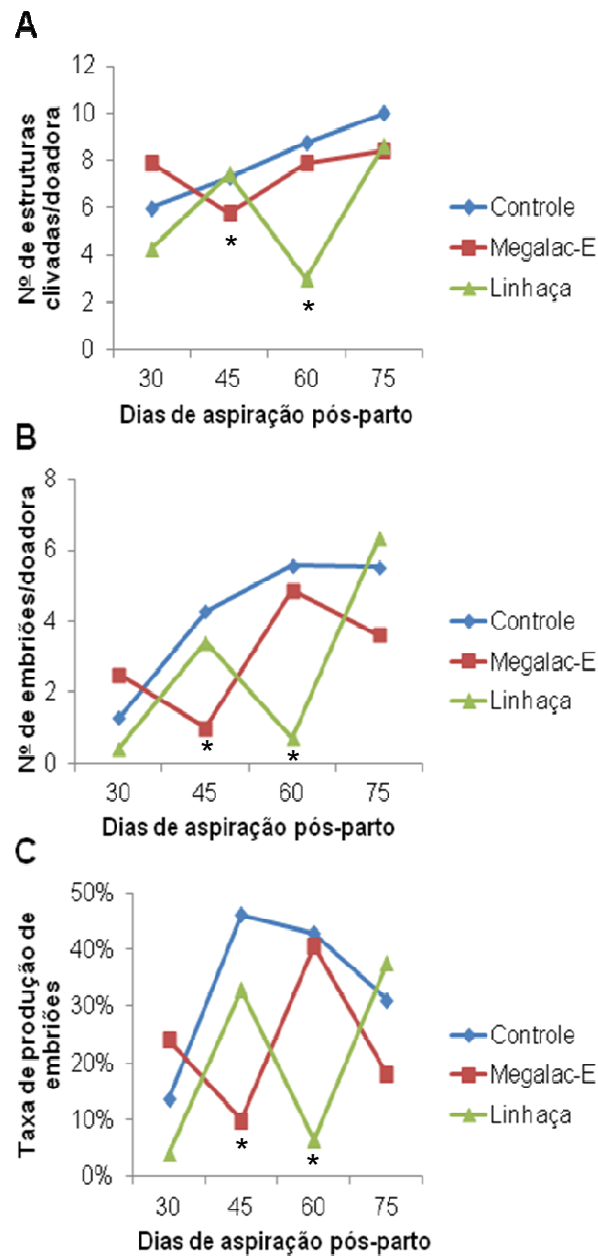 A
Nº de estruturas
clivadas/doadora
12
10
8
6
4
2
0
*
*
30 45 60 75
Dias de aspiração pós-parto
Controle
Megalac-E
Linhaça
B
Nº de embriões/doadora
8
6
4
2
0
*
*
30 45 60 75
Dias de aspiração pós-parto
Controle
Megalac-E
Linhaça
C
Taxa de produção de
embriões
50%
40%
30%
20%
10%
0%
*
*
30 45 60 75
Dias de aspiração pós-parto
Controle
Megalac-E
Linhaça